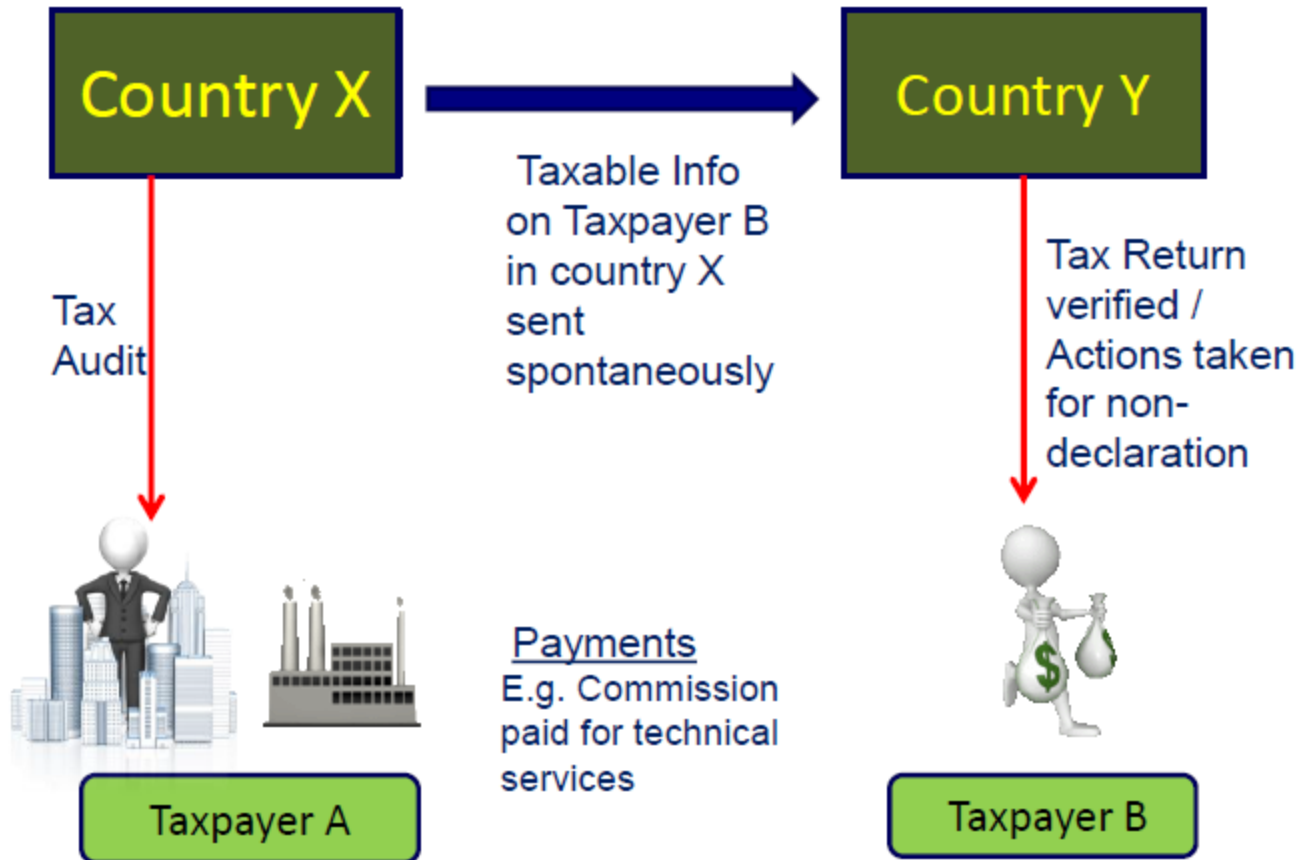 Country X
Country Y
Taxable Info
on Taxpayer B
in country X
sent
spontaneously
Tax
Audit
Tax Return
verified /
Actions taken
for non-
declaration
Payments
E.g. Commission
paid for technical
services
$
Taxpayer A
Taxpayer B